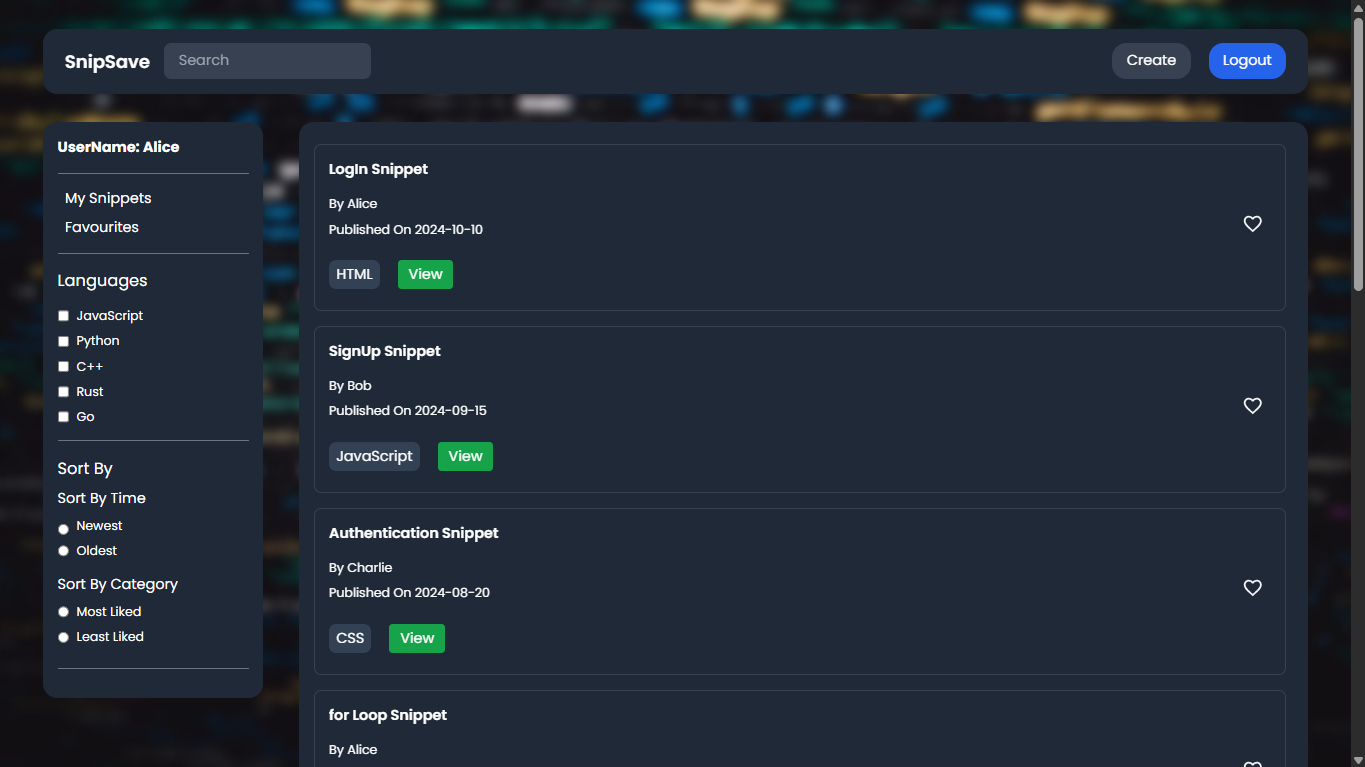 SnipSave
Search
Create
Logout
UserName: Alice
My Snippets
Favourites
Languages
JavaScript
Python
C++
Rust
Go
Sort By
Sort By Time
Newest
Oldest
Sort By Category
Most Liked
Least Liked
LogIn Snippet
By Alice
Published On 2024-10-10
HTML View
SignUp Snippet
By Bob
Published On 2024-09-15
JavaScript View
Authentication Snippet
By Charlie
Published On 2024-08-20
CSS View
for Loop Snippet
By Alice